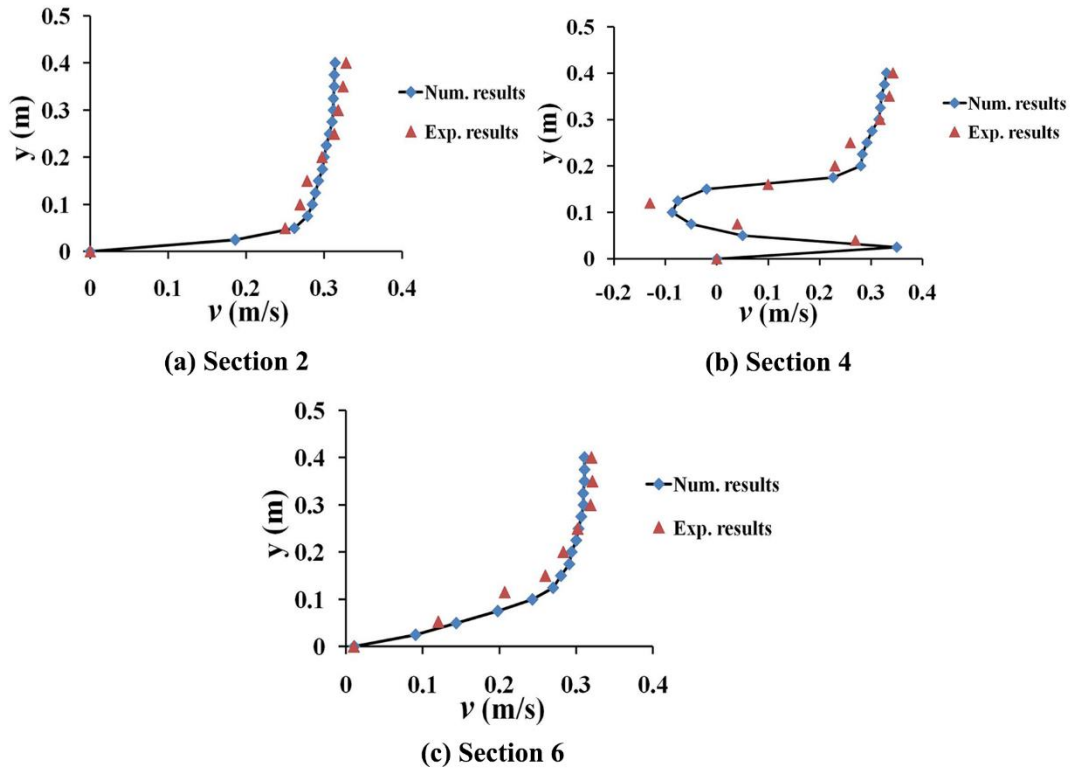 0.5
0.4
0.3
0.2
0.1
0
y (m)
0
0.1
0.2
0.3
0.4
v (m/s)
Num. results
Exp. results
(a) Section 2
0.5
0.4
0.3
0.2
0.1
0
y (m)
-0.2
-0.1
0
0.1
0.2
0.3
0.4
v (m/s)
Num. results
Exp. results
(b) Section 4
0.5
0.4
0.3
0.2
0.1
0
y (m)
0
0.1
0.2
0.3
0.4
v (m/s)
Num. results
Exp. results
(c) Section 6